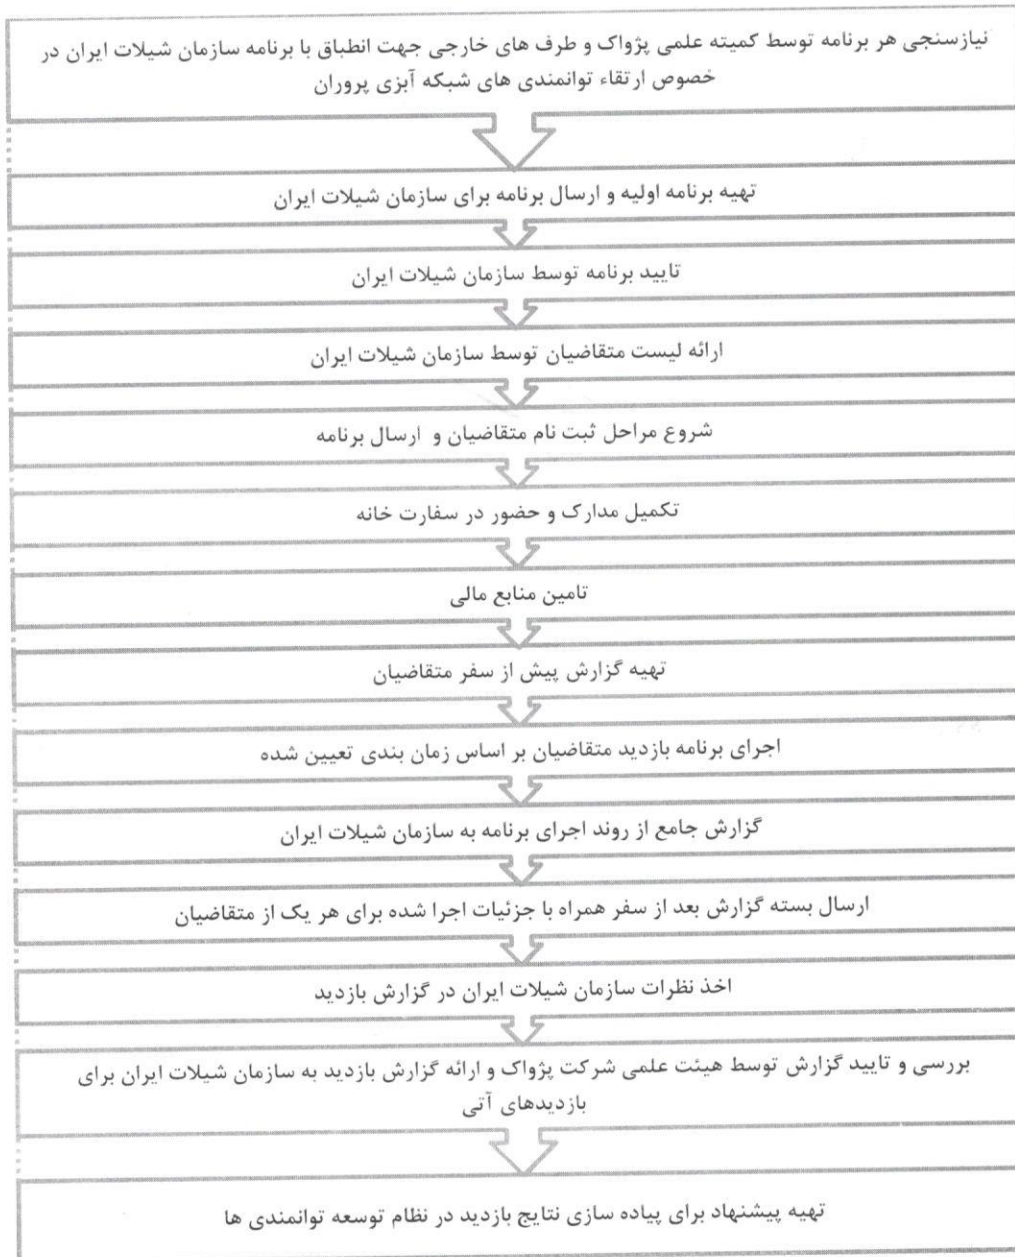 نیازسنجی هر برنامه توسط کمیته علمی پژواک و طرف های خارجی جهت انطباق با برنامه سازمان شیلات ایران در
خصوص ارتقاء توانمندی های شبکه آبزی پروران
تهیه برنامه اولیه و ارسال برنامه برای سازمان شیلات ایران
تایید برنامه توسط سازمان شیلات ایران
ارائه لیست متقاضیان توسط سازمان شیلات ایران
شروع مراحل ثبت نام متقاضیان و ارسال برنامه
تکمیل مدارک و حضور در سفارت خانه
تامین منابع مالی
تهیه گزارش پیش از سفر متقاضیان
اجرای برنامه بازدید متقاضیان بر اساس زمان بندی تعیین شده
گزارش جامع از روند اجرای برنامه به سازمان شیلات ایران
ارسال بسته گزارش بعد از سفر همراه با جزئیات اجرا شده برای هر یک از متقاضیان
اخذ نظرات سازمان شیلات ایران در گزارش بازدید
بررسی و تایید گزارش توسط هیئت علمی شرکت پژواک و ارائه گزارش بازدید به سازمان شیلات ایران برای
بازدیدهای آتی
تهیه پیشنهاد برای پیاده سازی نتایج بازدید در نظام توسعه توانمندی ها